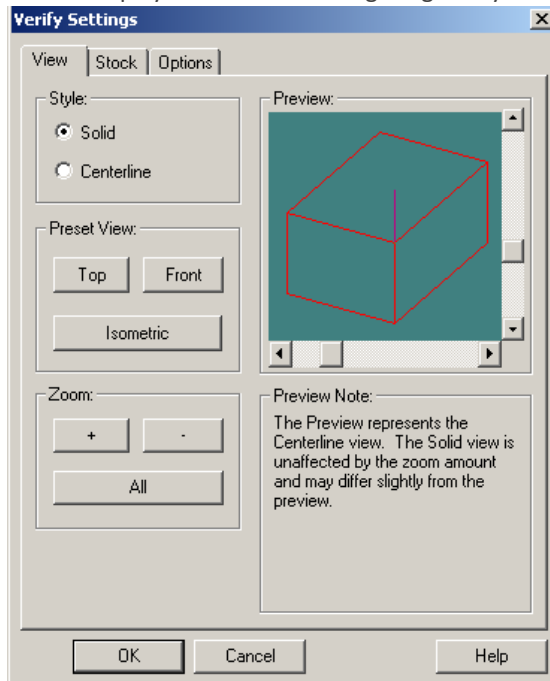 Verify Settings
View Stock Options
Style:
Solid
Centerline
Preset View:
Top Front
Isometric
Zoom:
+ -
All
Preview:
Preview Note:
The Preview represents the
Centerline view. The Solid view is
unaffected by the zoom amount
and may differ slightly from the
preview.
OK Cancel Help